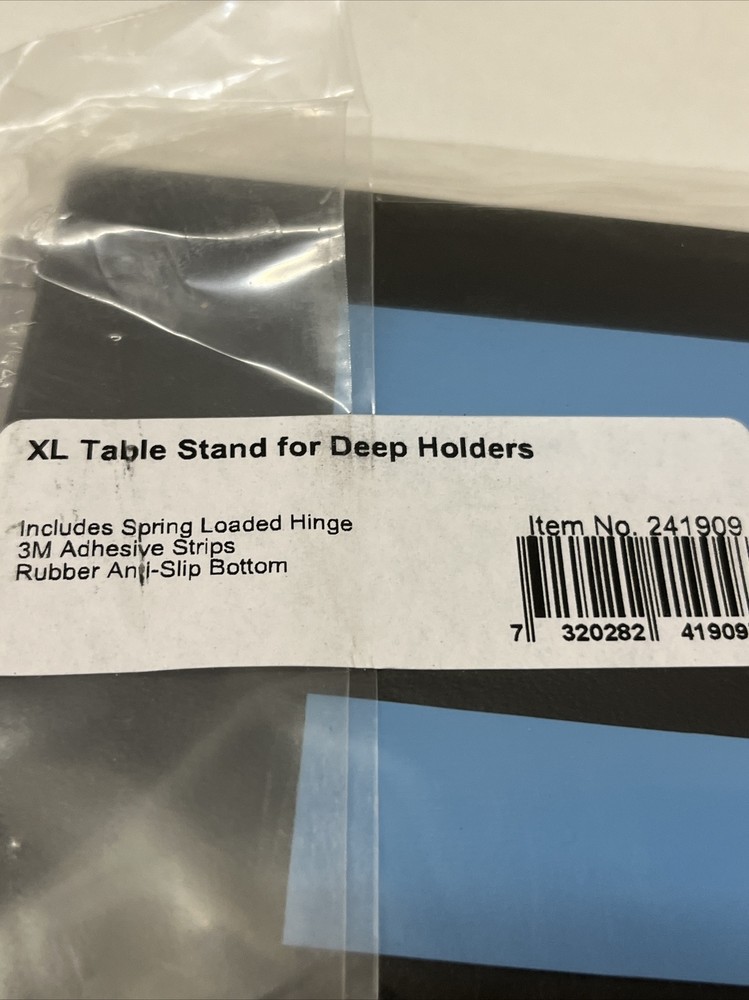 XL Table Stand for Deep Holders
Includes Spring Loaded Hinge
3M Adhesive Strips
Rubber Anti-Slip Bottom
Item No. 241909
7 320282 41909